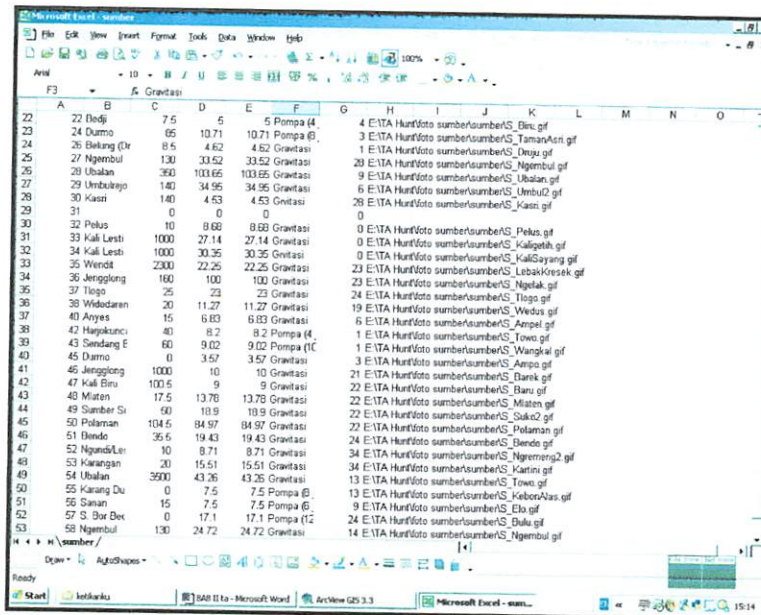 Microsoft Excel - sumber
File Edit View Insert Format Tools Data Window Help
100%
Arial 10 B I U
F3 fx Gravitasi
A B C D E F G H I J K L M N O
22 22 Bedji 7.5 5 5 Pompa (4 4 E:\TA Hunt\foto sumber\sumber\S_Biru.gif
23 24 Durmo 85 10.71 10.71 Pompa (8 3 E:\TA Hunt\foto sumber\sumber\S_TamanAsri.gif
24 26 Belung (Dr 8.5 4.62 4.62 Gravitasi 1 E:\TA Hunt\foto sumber\sumber\S_Druju.gif
25 27 Ngembul 130 33.52 33.52 Gravitasi 28 E:\TA Hunt\foto sumber\sumber\S_Ngembul.gif
26 28 Ubalan 350 103.65 103.65 Gravitasi 9 E:\TA Hunt\foto sumber\sumber\S_Ubalan.gif
27 29 Umbulrejo 140 34.95 34.95 Gravitasi 6 E:\TA Hunt\foto sumber\sumber\S_Umbul2.gif
28 30 Kasri 148 4.53 4.53 Grvitasi 28 E:\TA Hunt\foto sumber\sumber\S_Kasri.gif
29 31 0 0 0 0
30 32 Pelus 10 8.68 8.68 Gravitasi 0 E:\TA Hunt\foto sumber\sumber\S_Pelus.gif
31 33 Kali Lesti 1000 27.14 27.14 Gravitasi 0 E:\TA Hunt\foto sumber\sumber\S_Kaligetih.gif
32 34 Kali Lesti 1000 30.35 30.35 Grvitasi 0 E:\TA Hunt\foto sumber\sumber\S_KaliSayang.gif
33 35 Wendit 2300 22.25 22.25 Gravitasi 23 E:\TA Hunt\foto sumber\sumber\S_LebakKresek.gif
34 36 Jengglong 160 100 100 Gravitasi 23 E:\TA Hunt\foto sumber\sumber\S_Ngelak.gif
35 37 Tlogo 25 23 23 Gravitasi 24 E:\TA Hunt\foto sumber\sumber\S_Tlogo.gif
36 38 Widodaren 20 11.27 11.27 Gravitasi 19 E:\TA Hunt\foto sumber\sumber\S_Wedus.gif
37 40 Anyes 15 6.83 6.83 Gravitasi 6 E:\TA Hunt\foto sumber\sumber\S_Ampel.gif
38 42 Harjokunci 40 8.2 8.2 Pompa (4 1 E:\TA Hunt\foto sumber\sumber\S_Towo.gif
39 43 Sendang B 60 9.02 9.02 Pompa (10 1 E:\TA Hunt\foto sumber\sumber\S_Wangkal.gif
40 45 Durmo 0 3.57 3.57 Gravitasi 3 E:\TA Hunt\foto sumber\sumber\S_Ampo.gif
41 46 Jengglong 1000 10 10 Gravitasi 21 E:\TA Hunt\foto sumber\sumber\S_Barek.gif
42 47 Kali Biru 100.5 9 9 Gravitasi 22 E:\TA Hunt\foto sumber\sumber\S_Baru.gif
43 48 Mlaten 17.5 13.78 13.78 Gravitasi 22 E:\TA Hunt\foto sumber\sumber\S_Mlaten.gif
44 49 Sumber Si 50 18.9 18.9 Gravitasi 22 E:\TA Hunt\foto sumber\sumber\S_Suko2.gif
45 50 Polaman 104.5 84.97 84.97 Gravitasi 22 E:\TA Hunt\foto sumber\sumber\S_Polaman.gif
46 51 Bendo 35.5 19.43 19.43 Gravitasi 24 E:\TA Hunt\foto sumber\sumber\S_Bendo.gif
47 52 Ngundi/Le 10 8.71 8.71 Gravitasi 34 E:\TA Hunt\foto sumber\sumber\S_Ngremeng2.gif
48 53 Karangan 20 15.51 15.51 Gravitasi 34 E:\TA Hunt\foto sumber\sumber\S_Kartini.gif
49 54 Ubalan 3500 43.26 43.26 Gravitasi 13 E:\TA Hunt\foto sumber\sumber\S_Towo.gif
50 55 Karang Du 0 7.5 7.5 Pompa (8 13 E:\TA Hunt\foto sumber\sumber\S_KebonAlas.gif
51 56 Sanan 15 7.5 7.5 Pompa (6 9 E:\TA Hunt\foto sumber\sumber\S_Elo.gif
52 57 S. Bor Bec 0 17.1 17.1 Pompa (12 24 E:\TA Hunt\foto sumber\sumber\S_Bulu.gif
53 58 Ngembul 130 24.72 24.72 Gravitasi 14 E:\TA Hunt\foto sumber\sumber\S_Ngembul.gif
sumber
Draw AutoShapes
Ready
Start ketikanku BAB II ta - Microsoft Word ArcView GIS 3.3 Microsoft Excel - sum... 15:14